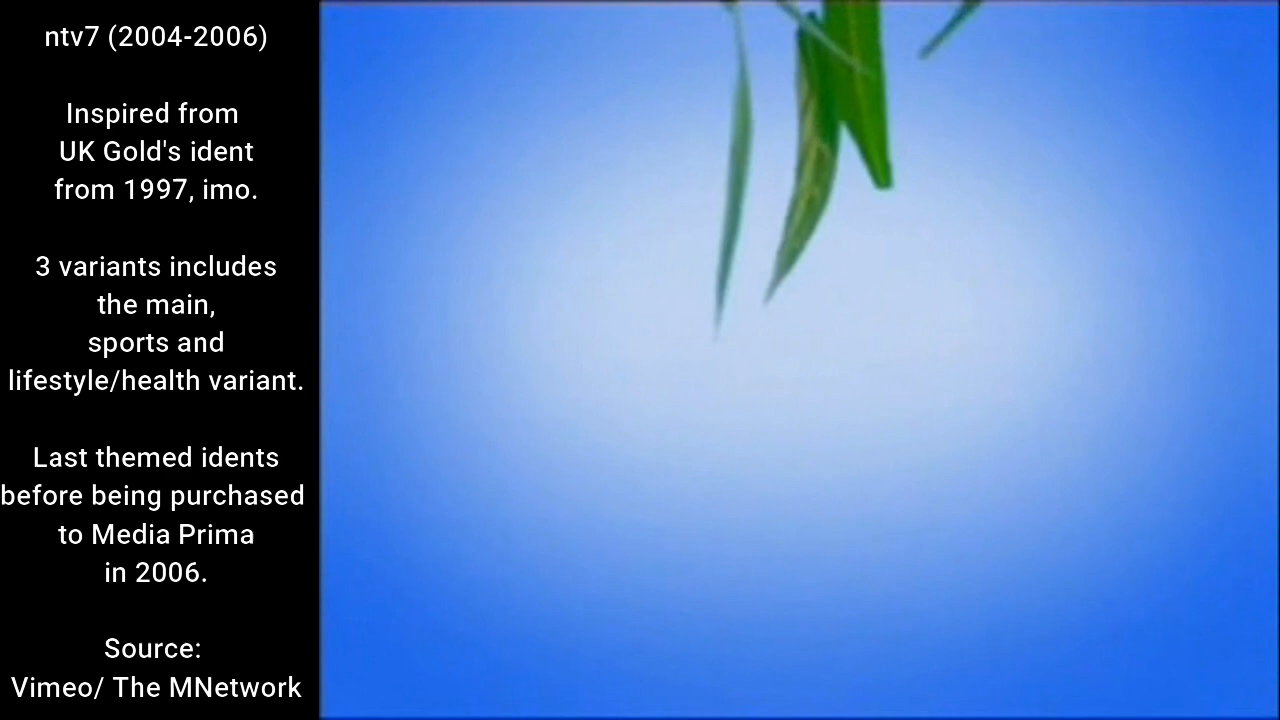 ntv7 (2004-2006)
Inspired from
UK Gold's ident
from 1997, imo.
3 variants includes
the main,
sports and
lifestyle/health variant.
Last themed idents
before being purchased
to Media Prima
in 2006.
Source:
Vimeo/ The MNetwork